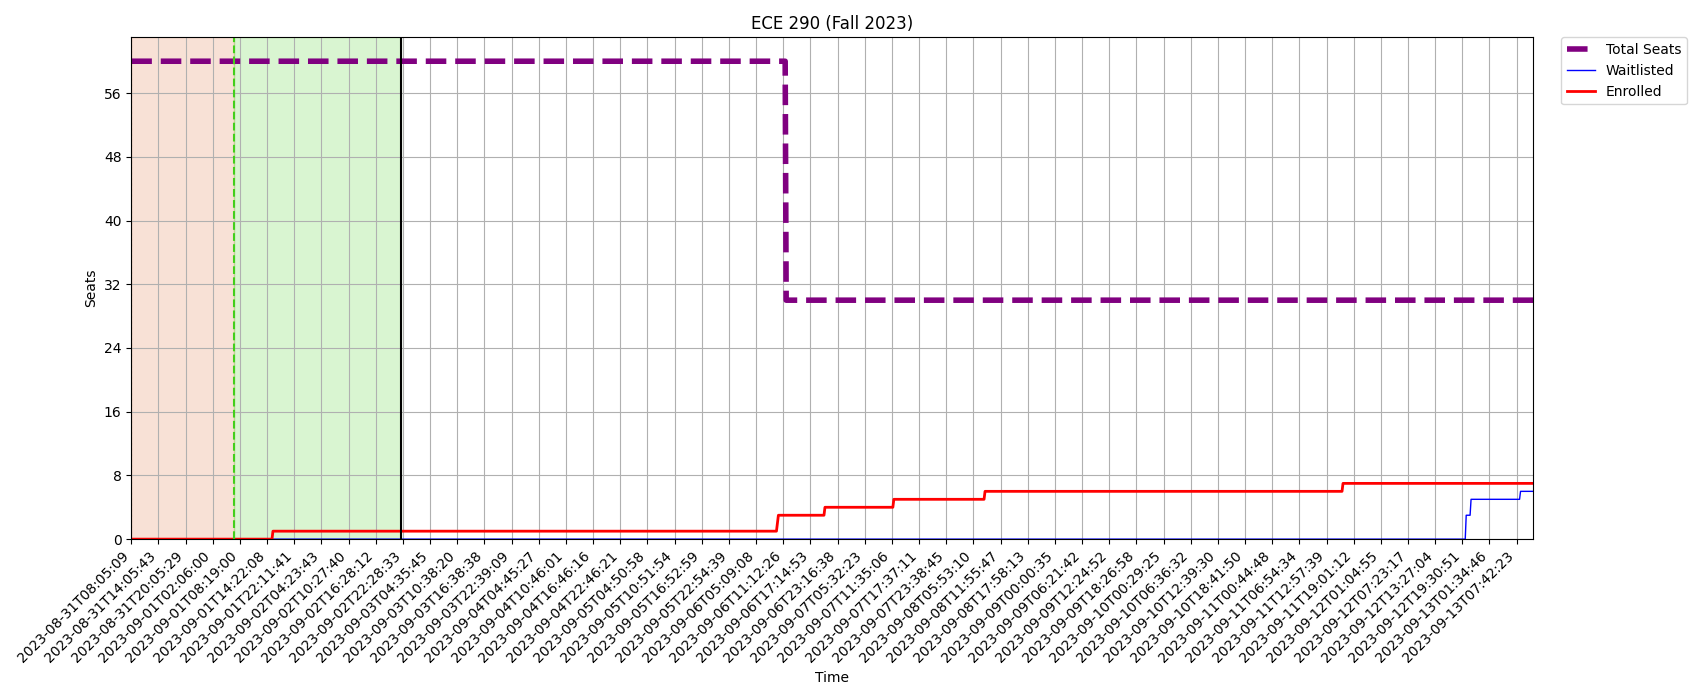 ECE 290 (Fall 2023)
Total Seats
Waitlisted
Enrolled
Seats
56
48
40
32
24
16
8
0
2023-08-31T08:05:09
2023-08-31T14:05:43
2023-08-31T20:05:29
2023-09-01T02:06:00
2023-09-01T08:19:00
2023-09-01T14:22:08
2023-09-01T22:11:41
2023-09-02T04:23:43
2023-09-02T10:27:40
2023-09-02T16:28:12
2023-09-02T22:28:33
2023-09-03T04:35:45
2023-09-03T10:38:20
2023-09-03T16:38:38
2023-09-03T22:39:09
2023-09-04T04:45:27
2023-09-04T10:46:01
2023-09-04T16:46:16
2023-09-04T22:46:21
2023-09-05T04:50:58
2023-09-05T10:51:54
2023-09-05T16:52:59
2023-09-05T22:54:39
2023-09-06T05:09:08
2023-09-06T11:12:26
2023-09-06T17:14:53
2023-09-06T23:16:38
2023-09-07T05:32:23
2023-09-07T11:35:06
2023-09-07T17:37:11
2023-09-07T23:38:45
2023-09-08T05:53:10
2023-09-08T11:55:47
2023-09-08T17:58:13
2023-09-09T00:00:35
2023-09-09T06:21:42
2023-09-09T12:24:52
2023-09-09T18:26:58
2023-09-10T00:29:25
2023-09-10T06:36:32
2023-09-10T12:39:30
2023-09-10T18:41:50
2023-09-11T00:44:48
2023-09-11T06:54:34
2023-09-11T12:57:39
2023-09-11T19:01:12
2023-09-12T01:04:55
2023-09-12T07:23:17
2023-09-12T13:27:04
2023-09-12T19:30:51
2023-09-13T01:34:46
2023-09-13T07:42:23
Time